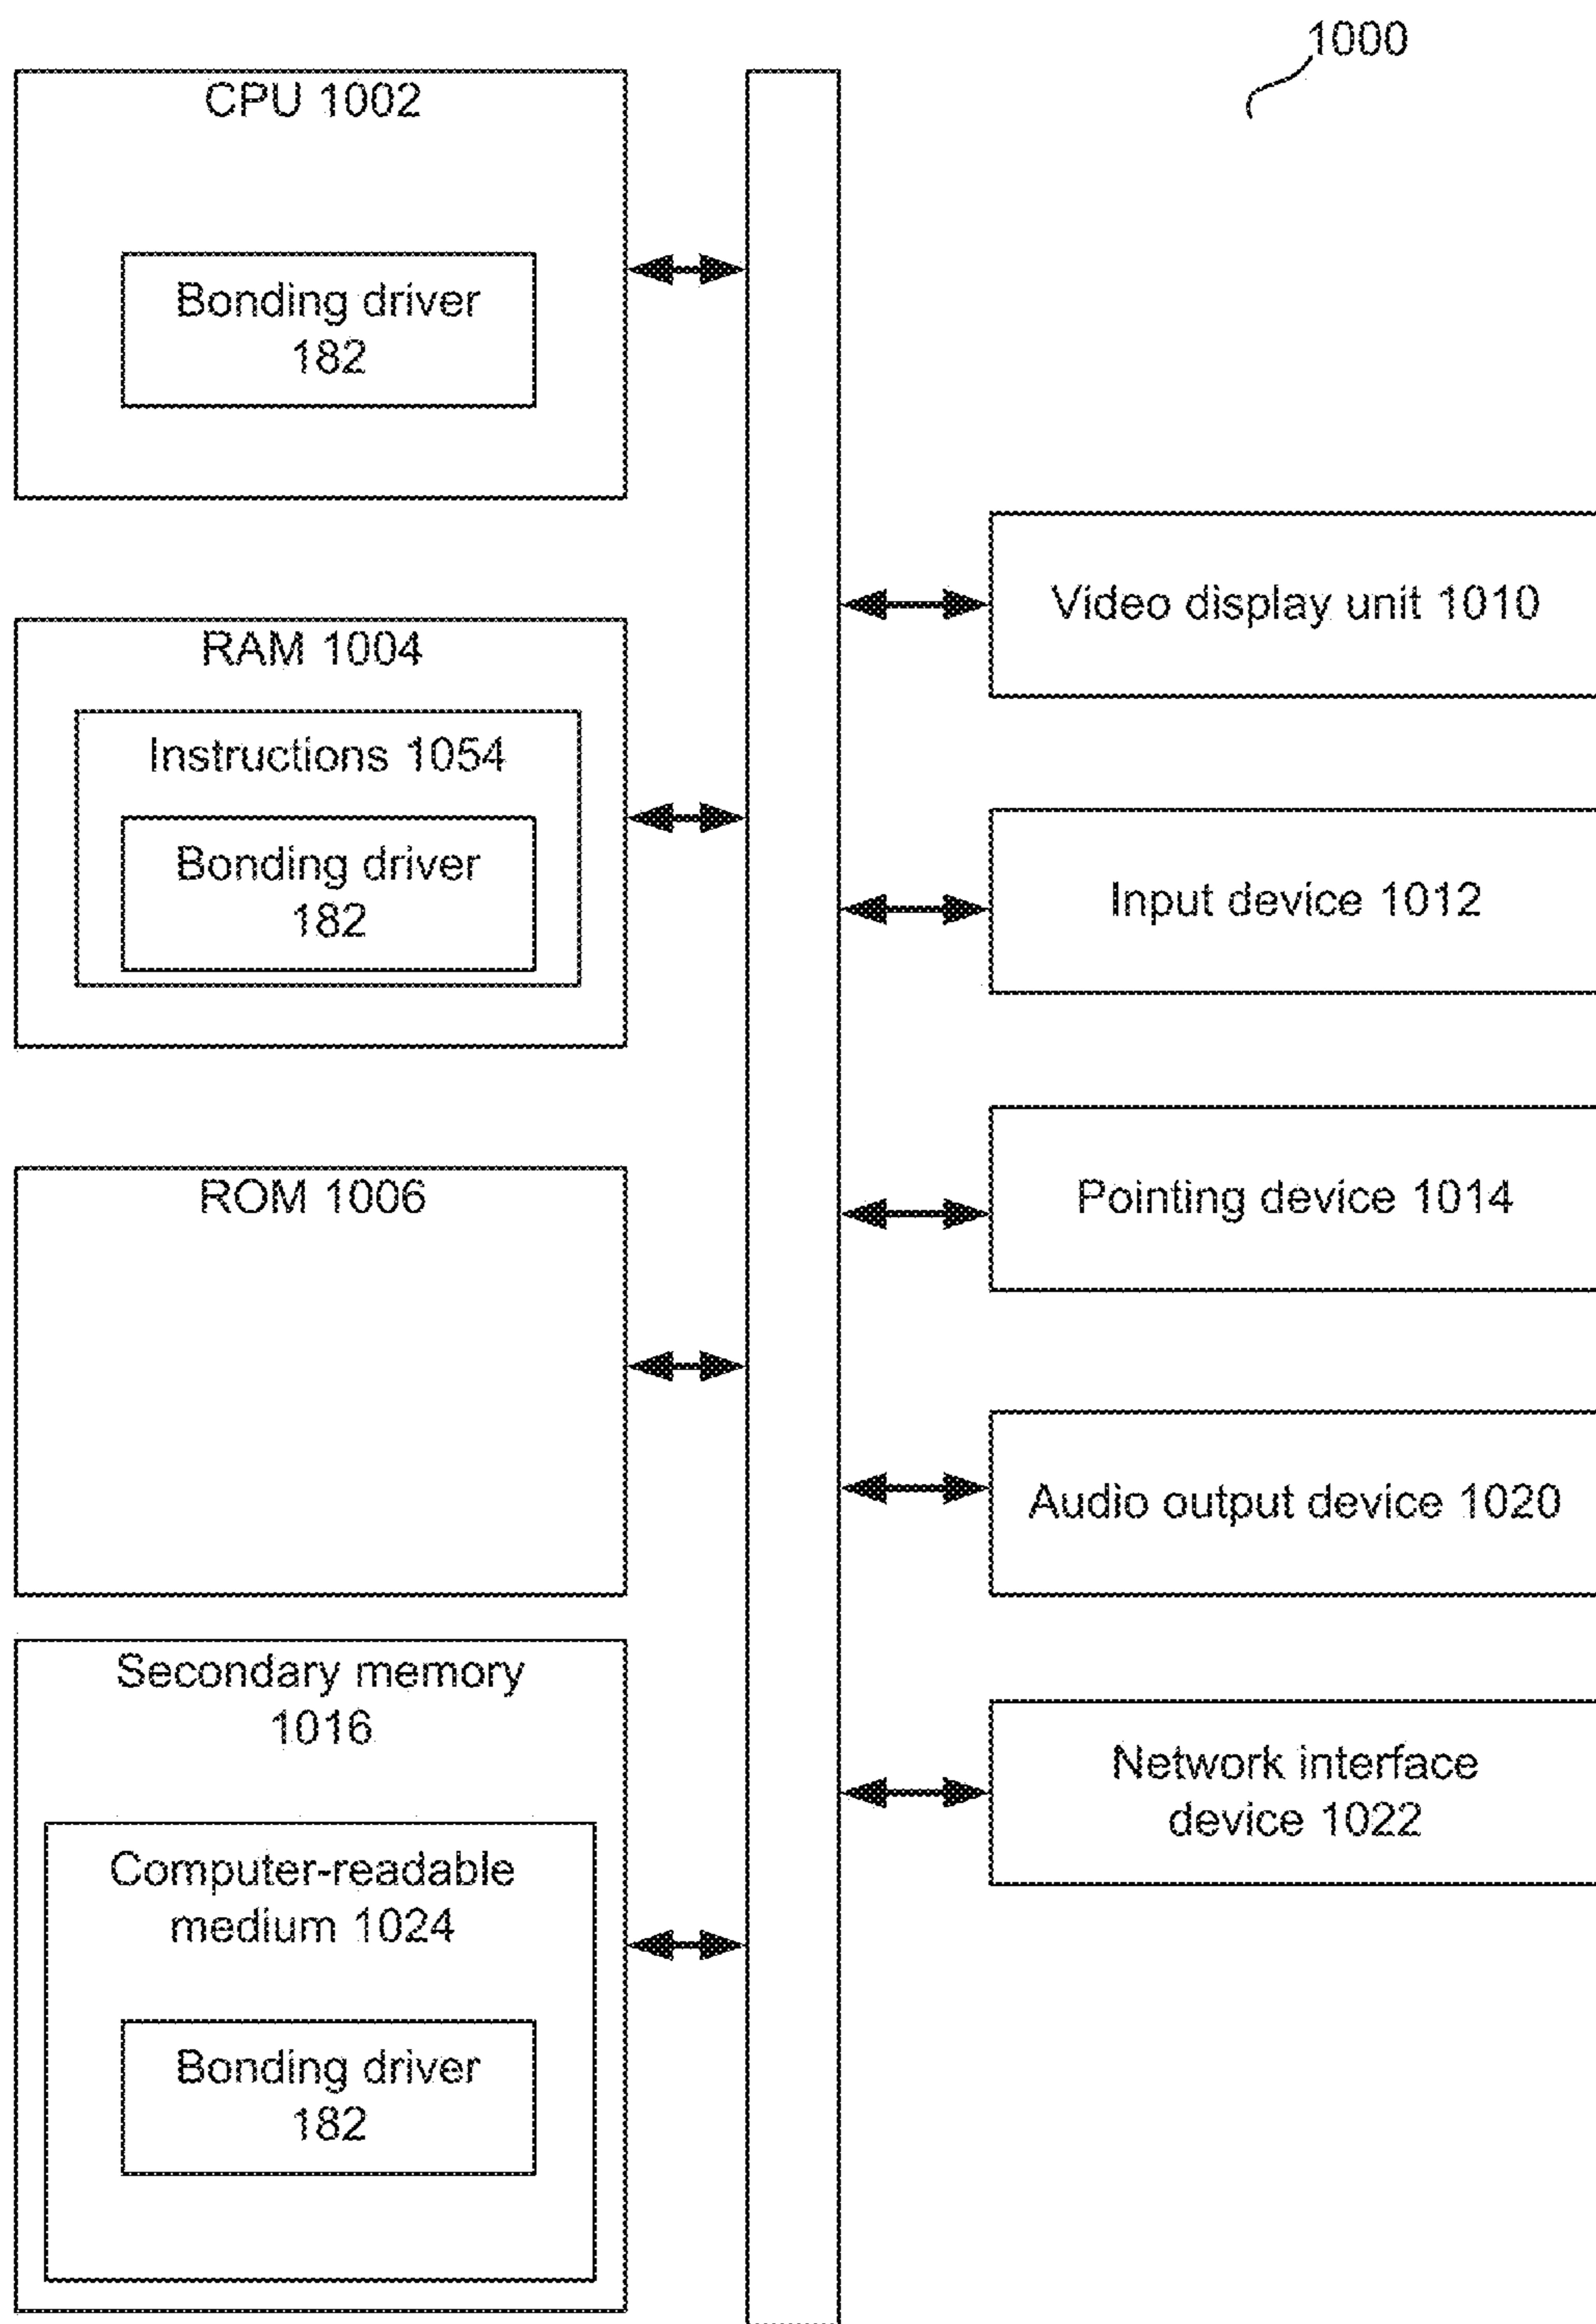 1000
CPU 1002
Bonding driver
182
RAM 1004
Instructions 1054
Bonding driver
182
ROM 1006
Secondary memory
1016
Computer-readable
medium 1024
Bonding driver
182
Video display unit 1010
Input device 1012
Pointing device 1014
Audio output device 1020
Network interface
device 1022